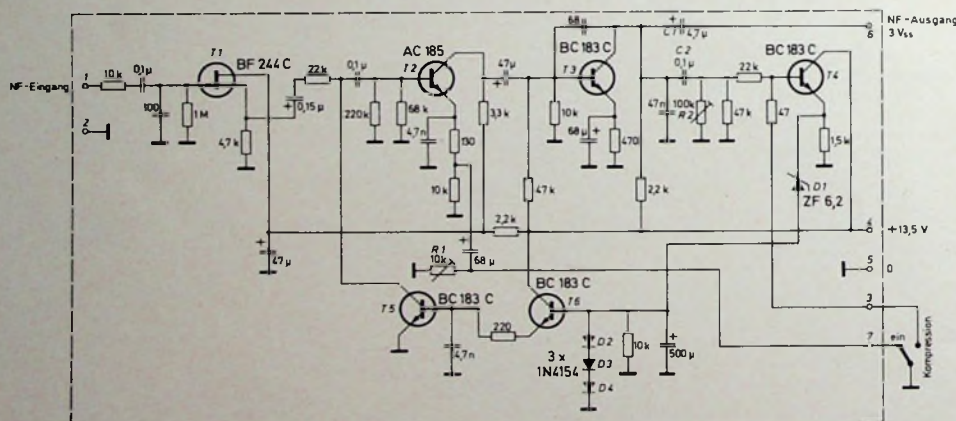 NF-Eingang
1
2
10k
0,1µ
100
1M
T1
BF 244C
4,7k
0,15µ
22k
47µ
0,1µ
220k
68k
T2
AC 185
4,7n
130
10k
3,3k
47µ
68
10k
T3
BC 183 C
68µ
470
47k
2,2k
C1
4,7µ
C2
0,1µ
47n
100k
R2
47k
22k
47
BC 183 C
T4
1,5k
D1
ZF 6,2
2,2k
NF-Ausgang
3 Vss
6
4
+13,5 V
5
0
3
7
ein
Kompression
R1
10k
68µ
T5
BC 183 C
4,7n
220
BC 183 C
T6
D2
D3
D4
3 x
1N4154
10k
500µ